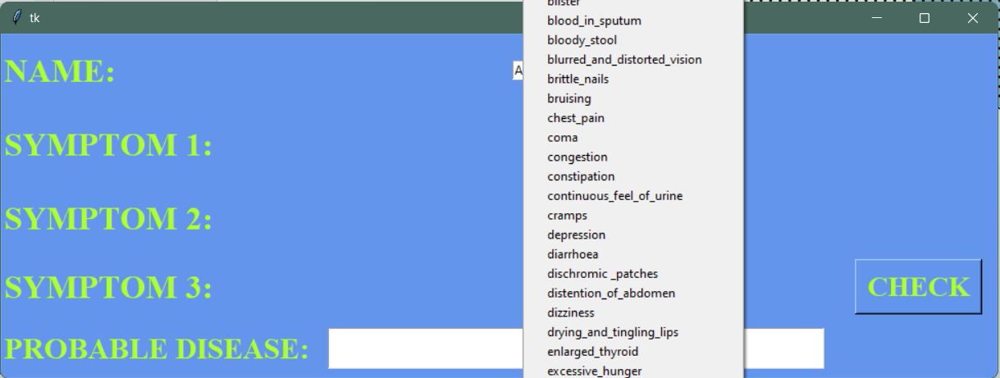 tk
NAME:
A
SYMPTOM 1:
SYMPTOM 2:
SYMPTOM 3:
PROBABLE DISEASE:
blister
blood_in_sputum
bloody_stool
blurred_and_distorted_vision
brittle_nails
bruising
chest_pain
coma
congestion
constipation
continuous_feel_of_urine
cramps
depression
diarrhoea
dischromic _patches
distention_of_abdomen
dizziness
drying_and_tingling_lips
enlarged_thyroid
excessive_hunger
CHECK